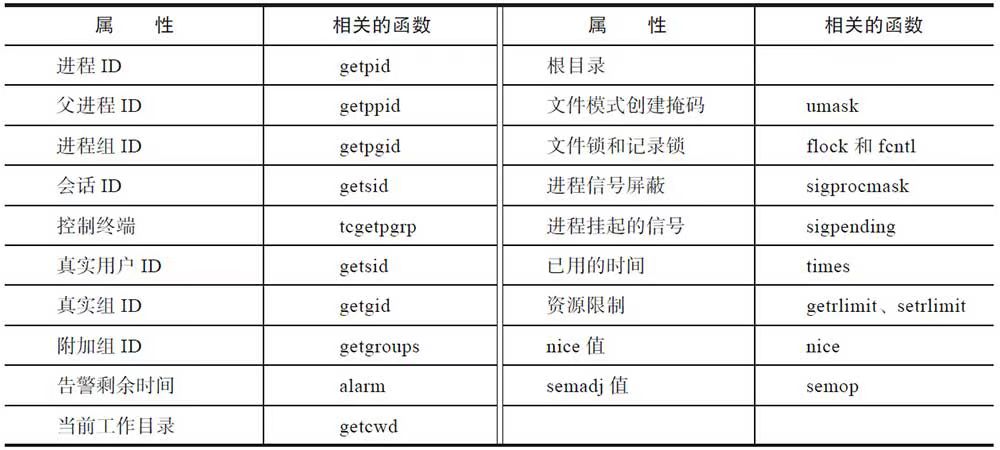 属 性 相关的函数 属 性 相关的函数
进程 ID getpid 根目录
父进程 ID getppid 文件模式创建掩码 umask
进程组 ID getpgid 文件锁和记录锁 flock 和 fcntl
会话 ID getsid 进程信号屏蔽 sigprocmask
控制终端 tcgetpgrp 进程挂起的信号 sigpending
真实用户 ID getsid 已用的时间 times
真实组 ID getgid 资源限制 getrlimit、setrlimit
附加组 ID getgroups nice 值 nice
告警剩余时间 alarm semadj 值 semop
当前工作目录 getcwd